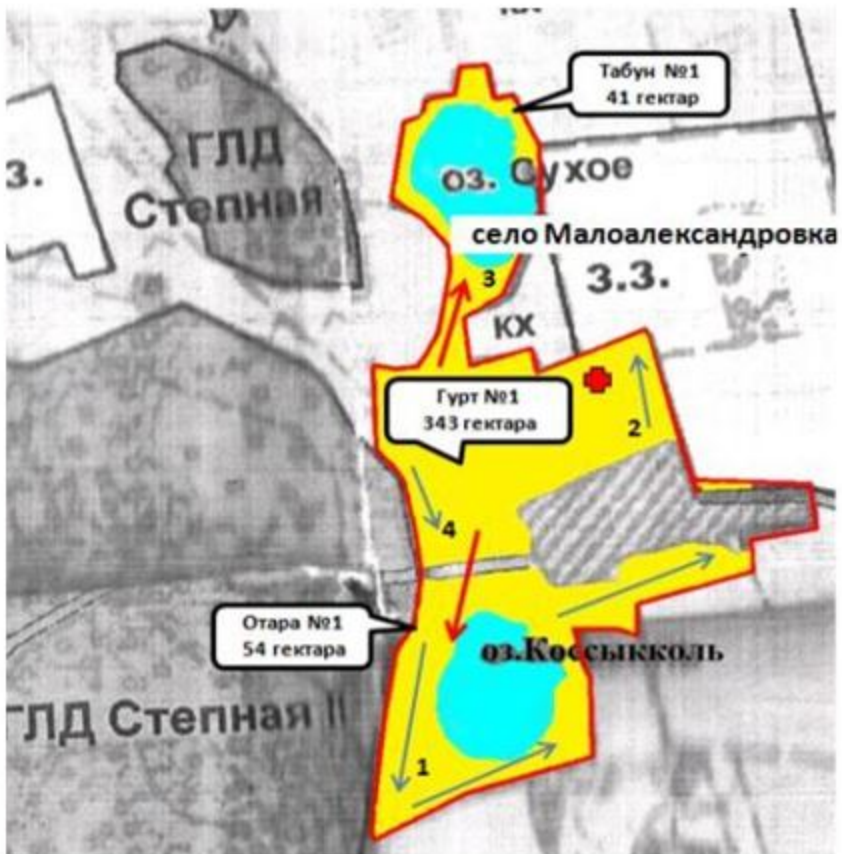 Табун №1
41 гектар
ГЛД
Степная
з.
оз. Сухое
село Малоалександровка
3
З.З.
КХ
Гурт №1
343 гектара
2
4
Отара №1
54 гектара
оз.Коссыкколь
ГЛД Степная II
1